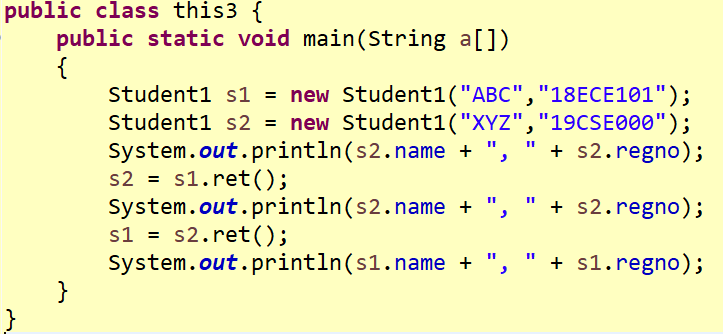 public class this3 {
public static void main(String a[])
{
Student1 s1 = new Student1("ABC","18ECE101");
Student1 s2 = new Student1("XYZ","19CSE000");
System.out.println(s2.name + ", " + s2.regno);
s2 = s1.ret();
System.out.println(s2.name + ", " + s2.regno);
s1 = s2.ret();
System.out.println(s1.name + ", " + s1.regno);
}
}